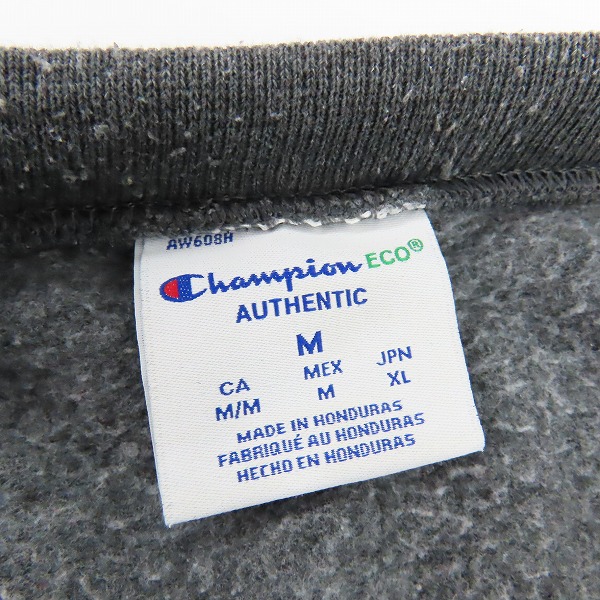 AW608H
Champion ECO®
AUTHENTIC
M
CA MEX JPN
M/M M XL
MADE IN HONDURAS
FABRIQUÉ AU HONDURAS
HECHO EN HONDURAS